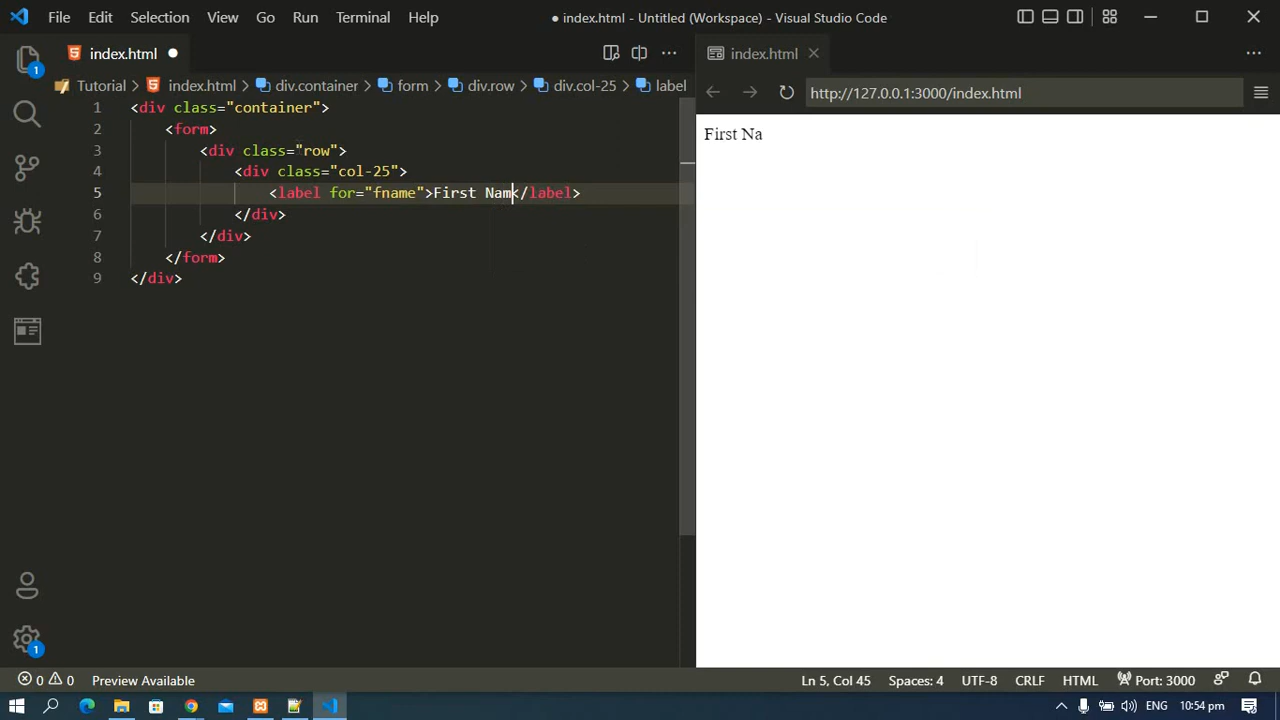 File Edit Selection View Go Run Terminal Help
● index.html - Untitled (Workspace) - Visual Studio Code
index.html ●
index.html
Tutorial > index.html > div.container > form > div.row > div.col-25 > label
http://127.0.0.1:3000/index.html
1 <div class="container">
2 <form>
3 <div class="row">
4 <div class="col-25">
5 <label for="fname">First Nam</label>
6 </div>
7 </div>
8 </form>
9 </div>
First Na
1
1
0 0 Preview Available
Ln 5, Col 45 Spaces: 4 UTF-8 CRLF HTML Port: 3000
ENG 10:54 pm